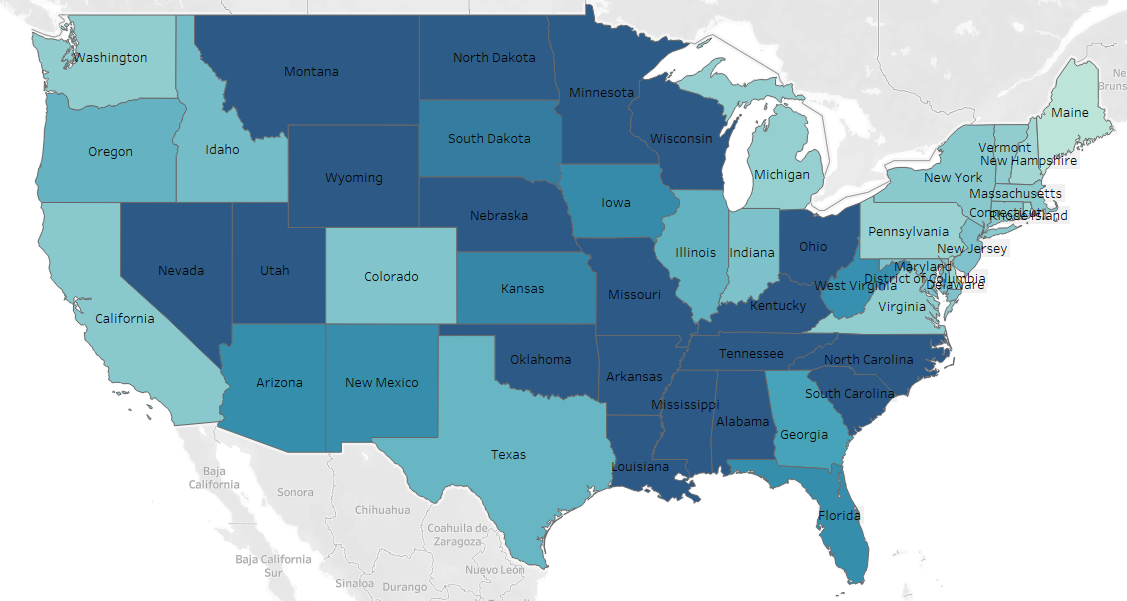 Washington
Montana
North Dakota
Minnesota
Maine
Ne
Bruns
Oregon
Idaho
South Dakota
Wisconsin
Vermont
New Hampshire
Wyoming
Michigan
New York
Massachusetts
Nebraska
Iowa
Connecticut
Rhode Island
Pennsylvania
Nevada
Utah
Colorado
Illinois
Indiana
Ohio
New Jersey
Maryland
District of Columbia
Delaware
Kansas
Missouri
West Virginia
Kentucky
Virginia
California
Oklahoma
Tennessee
North Carolina
Arizona
New Mexico
Arkansas
South Carolina
Mississippi
Alabama
Georgia
Texas
Louisiana
Florida
Baja
California
Sonora
Chihuahua
Coahuila de
Zaragoza
Baja California
Sur
Nuevo León
Sinaloa
Durango